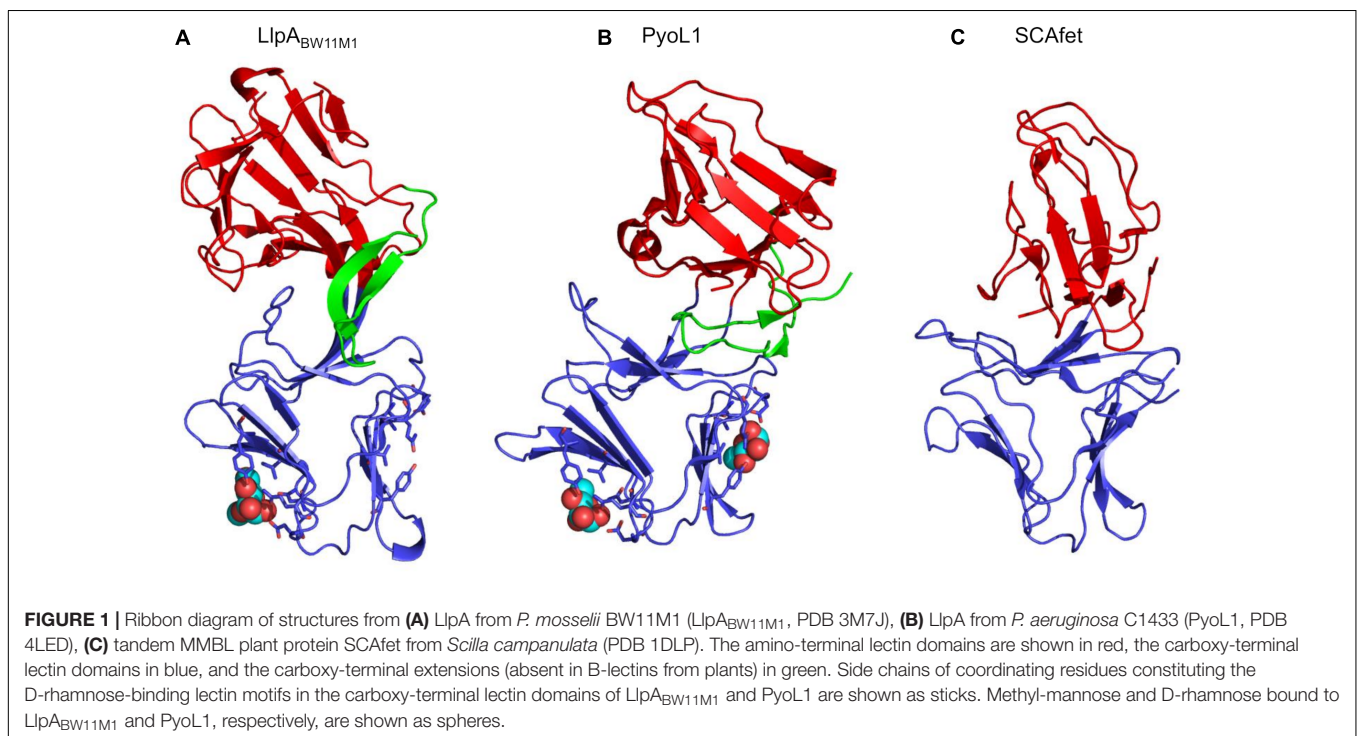 A LlpABW11M1 B PyoL1 C SCAfet
FIGURE 1 | Ribbon diagram of structures from (A) LlpA from P. mosselii BW11M1 (LlpABW11M1, PDB 3M7J), (B) LlpA from P. aeruginosa C1433 (PyoL1, PDB
4LED), (C) tandem MMBL plant protein SCAfet from Scilla campanulata (PDB 1DLP). The amino-terminal lectin domains are shown in red, the carboxy-terminal
lectin domains in blue, and the carboxy-terminal extensions (absent in B-lectins from plants) in green. Side chains of coordinating residues constituting the
D-rhamnose-binding lectin motifs in the carboxy-terminal lectin domains of LlpABW11M1 and PyoL1 are shown as sticks. Methyl-mannose and D-rhamnose bound to
LlpABW11M1 and PyoL1, respectively, are shown as spheres.